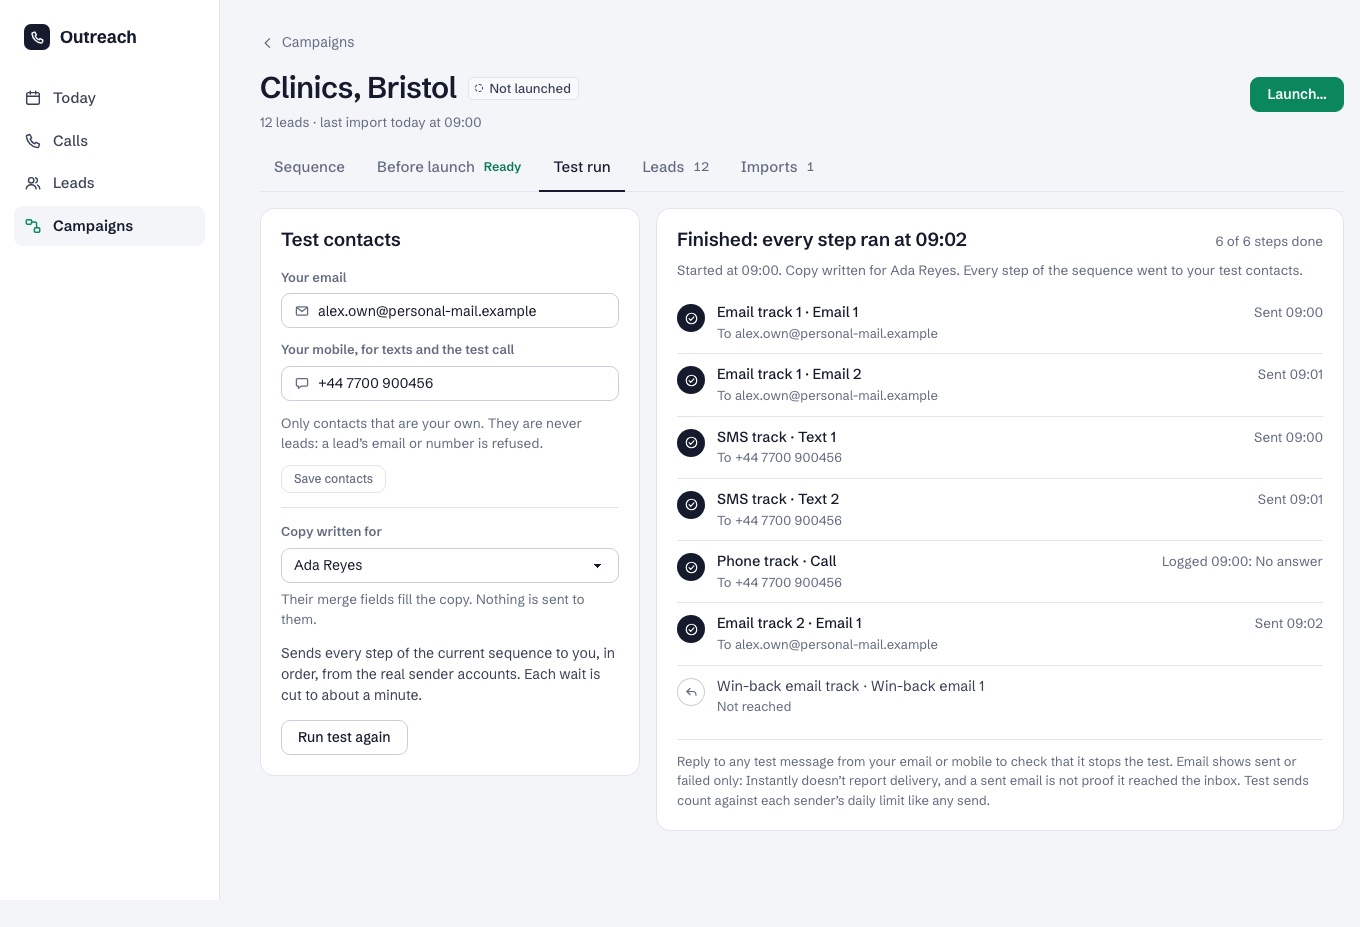 Outreach
Today
Calls
Leads
Campaigns
Campaigns
Clinics, Bristol
Not launched
Launch...
12 leads · last import today at 09:00
Sequence
Before launch Ready
Test run
Leads 12
Imports 1
Test contacts
Your email
alex.own@personal-mail.example
Your mobile, for texts and the test call
+44 7700 900456
Only contacts that are your own. They are never
leads: a lead’s email or number is refused.
Save contacts
Copy written for
Ada Reyes
Their merge fields fill the copy. Nothing is sent to
them.
Sends every step of the current sequence to you, in
order, from the real sender accounts. Each wait is
cut to about a minute.
Run test again
Finished: every step ran at 09:02
6 of 6 steps done
Started at 09:00. Copy written for Ada Reyes. Every step of the sequence went to your test contacts.
Email track 1 · Email 1
Sent 09:00
To alex.own@personal-mail.example
Email track 1 · Email 2
Sent 09:01
To alex.own@personal-mail.example
SMS track · Text 1
Sent 09:00
To +44 7700 900456
SMS track · Text 2
Sent 09:01
To +44 7700 900456
Phone track · Call
Logged 09:00: No answer
To +44 7700 900456
Email track 2 · Email 1
Sent 09:02
To alex.own@personal-mail.example
Win-back email track · Win-back email 1
Not reached
Reply to any test message from your email or mobile to check that it stops the test. Email shows sent or
failed only: Instantly doesn’t report delivery, and a sent email is not proof it reached the inbox. Test sends
count against each sender’s daily limit like any send.